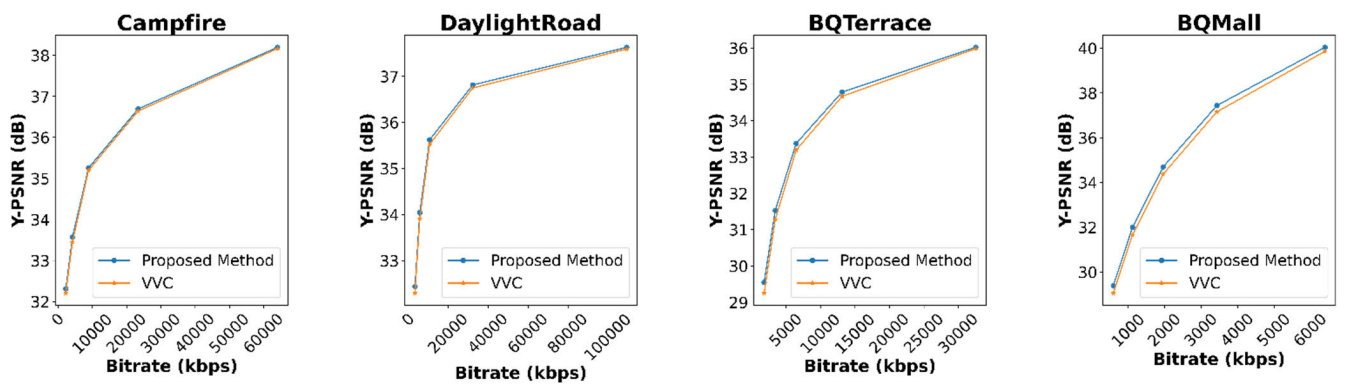 Campfire
Y-PSNR (dB)
38
37
36
35
34
33
32
Proposed Method
VVC
0
10000
20000
30000
40000
50000
60000
Bitrate (kbps)
DaylightRoad
Y-PSNR (dB)
37
36
35
34
33
Proposed Method
VVC
0
20000
40000
60000
80000
100000
Bitrate (kbps)
BQTerrace
Y-PSNR (dB)
36
35
34
33
32
31
30
29
Proposed Method
VVC
5000
10000
15000
20000
25000
30000
Bitrate (kbps)
BQMall
Y-PSNR (dB)
40
38
36
34
32
30
Proposed Method
VVC
1000
2000
3000
4000
5000
6000
Bitrate (kbps)